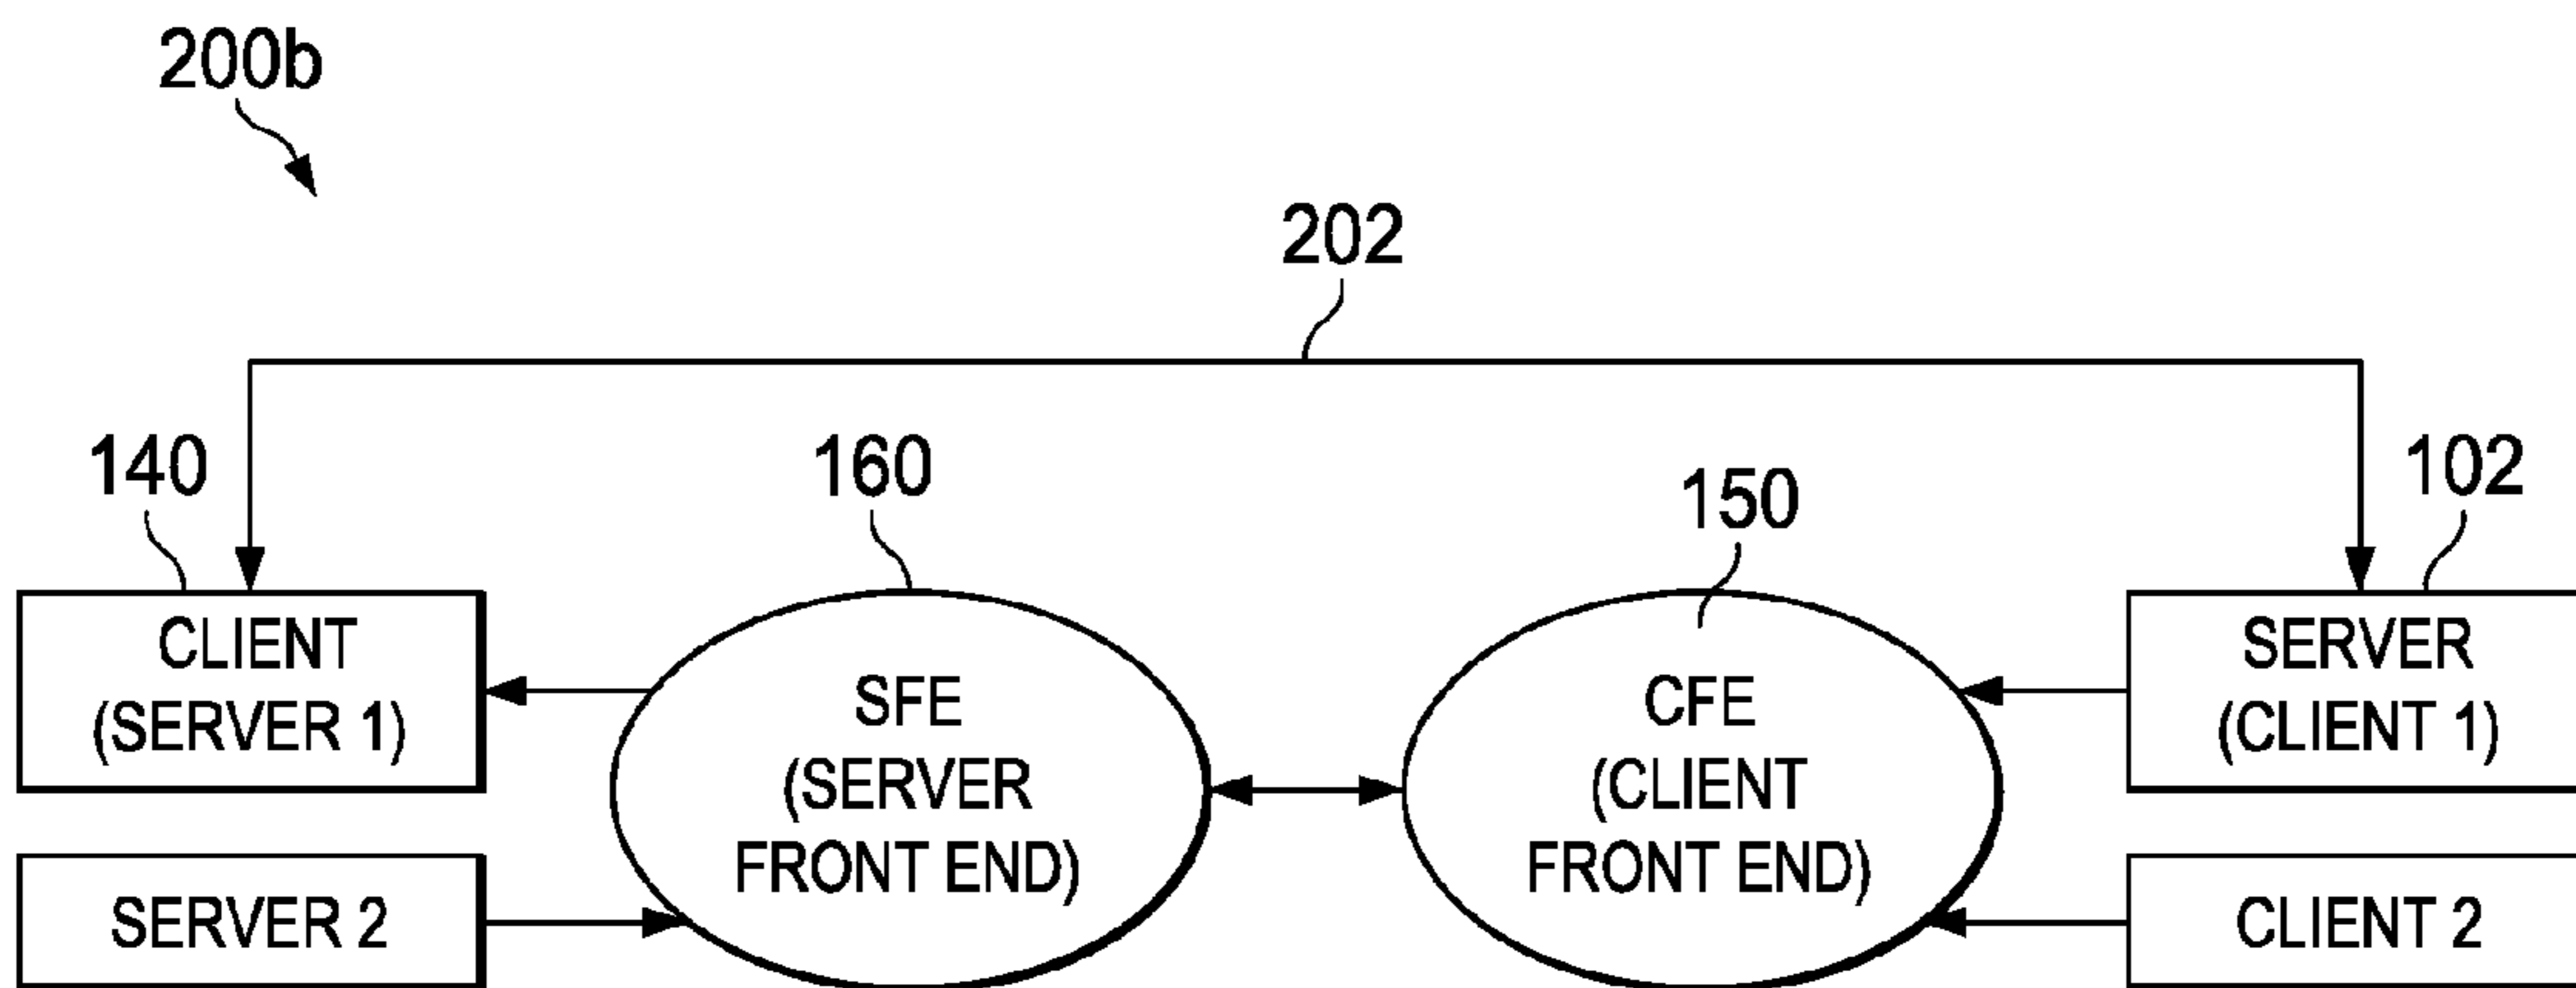 200b
202
140
160
150
102
CLIENT
(SERVER 1)
SFE
(SERVER
FRONT END)
CFE
(CLIENT
FRONT END)
SERVER
(CLIENT 1)
SERVER 2
CLIENT 2